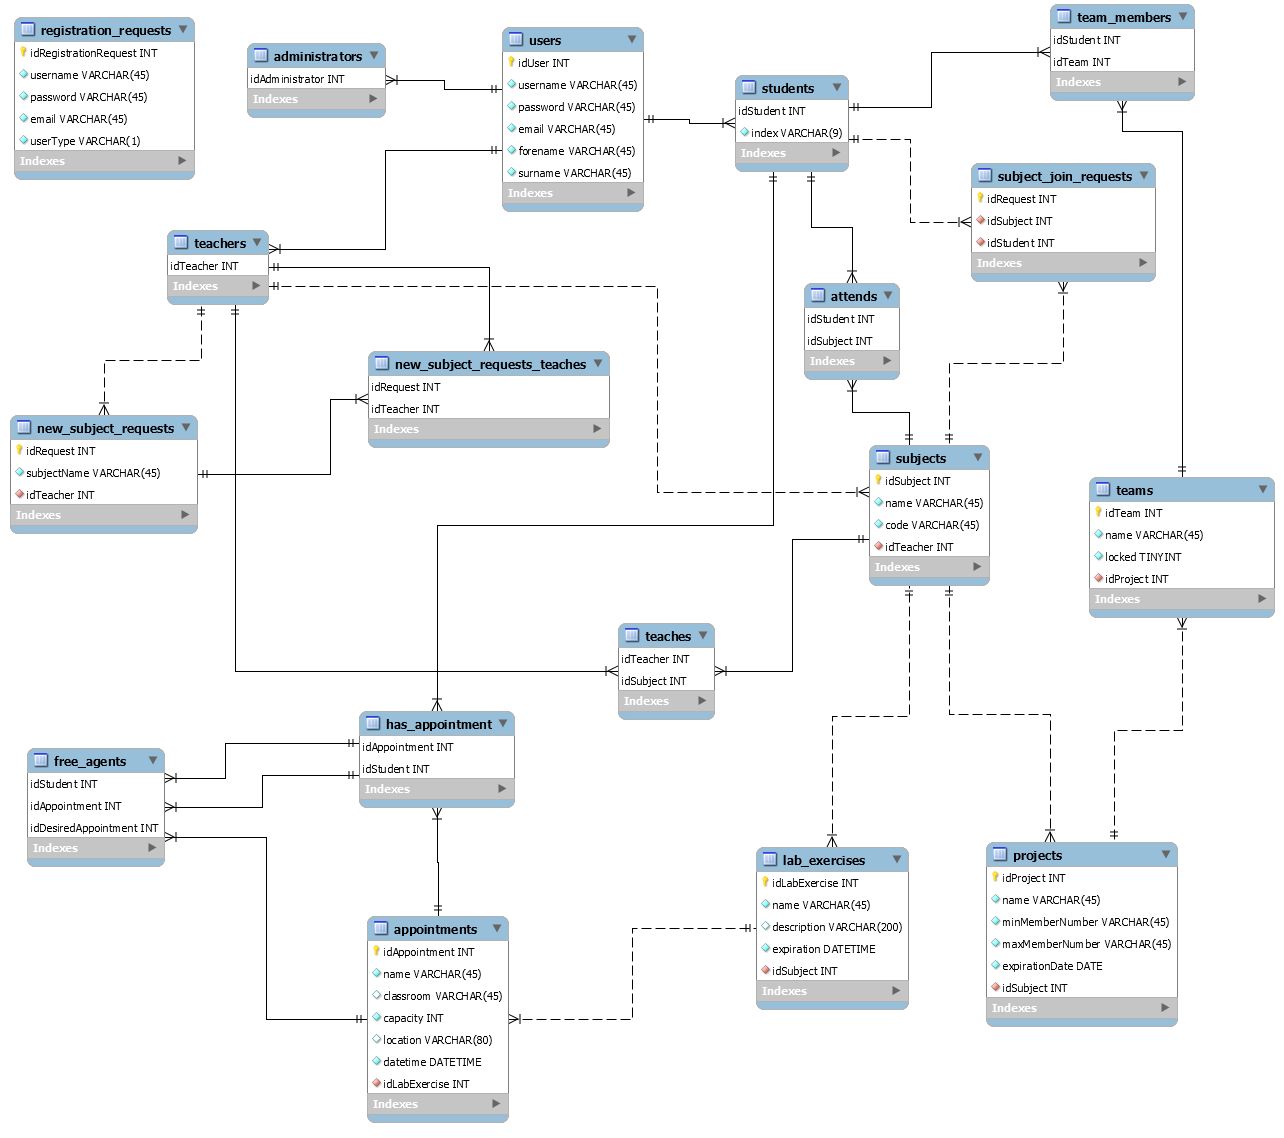 registration_requests
idRegistrationRequest INT
username VARCHAR(45)
password VARCHAR(45)
email VARCHAR(45)
userType VARCHAR(1)
Indexes
administrators
idAdministrator INT
Indexes
users
idUser INT
username VARCHAR(45)
password VARCHAR(45)
email VARCHAR(45)
forename VARCHAR(45)
surname VARCHAR(45)
Indexes
students
idStudent INT
index VARCHAR(9)
Indexes
team_members
idStudent INT
idTeam INT
Indexes
subject_join_requests
idRequest INT
idSubject INT
idStudent INT
Indexes
teachers
idTeacher INT
Indexes
attends
idStudent INT
idSubject INT
Indexes
new_subject_requests_teaches
idRequest INT
idTeacher INT
Indexes
new_subject_requests
idRequest INT
subjectName VARCHAR(45)
idTeacher INT
Indexes
subjects
idSubject INT
name VARCHAR(45)
code VARCHAR(45)
idTeacher INT
Indexes
teams
idTeam INT
name VARCHAR(45)
locked TINYINT
idProject INT
Indexes
teaches
idTeacher INT
idSubject INT
Indexes
has_appointment
idAppointment INT
idStudent INT
Indexes
free_agents
idStudent INT
idAppointment INT
idDesiredAppointment INT
Indexes
lab_exercises
idLabExercise INT
name VARCHAR(45)
description VARCHAR(200)
expiration DATETIME
idSubject INT
Indexes
projects
idProject INT
name VARCHAR(45)
minMemberNumber VARCHAR(45)
maxMemberNumber VARCHAR(45)
expirationDate DATE
idSubject INT
Indexes
appointments
idAppointment INT
name VARCHAR(45)
classroom VARCHAR(45)
capacity INT
location VARCHAR(80)
datetime DATETIME
idLabExercise INT
Indexes